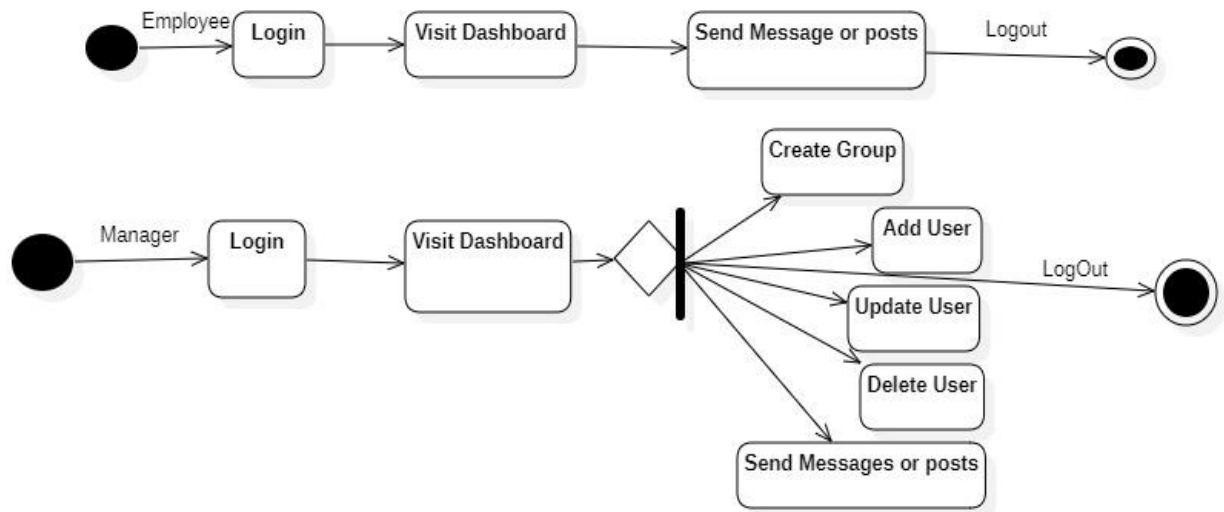 Employee
Login
Visit Dashboard
Send Message or posts
Logout
Create Group
Manager
Login
Visit Dashboard
Add User
LogOut
Update User
Delete User
Send Messages or posts